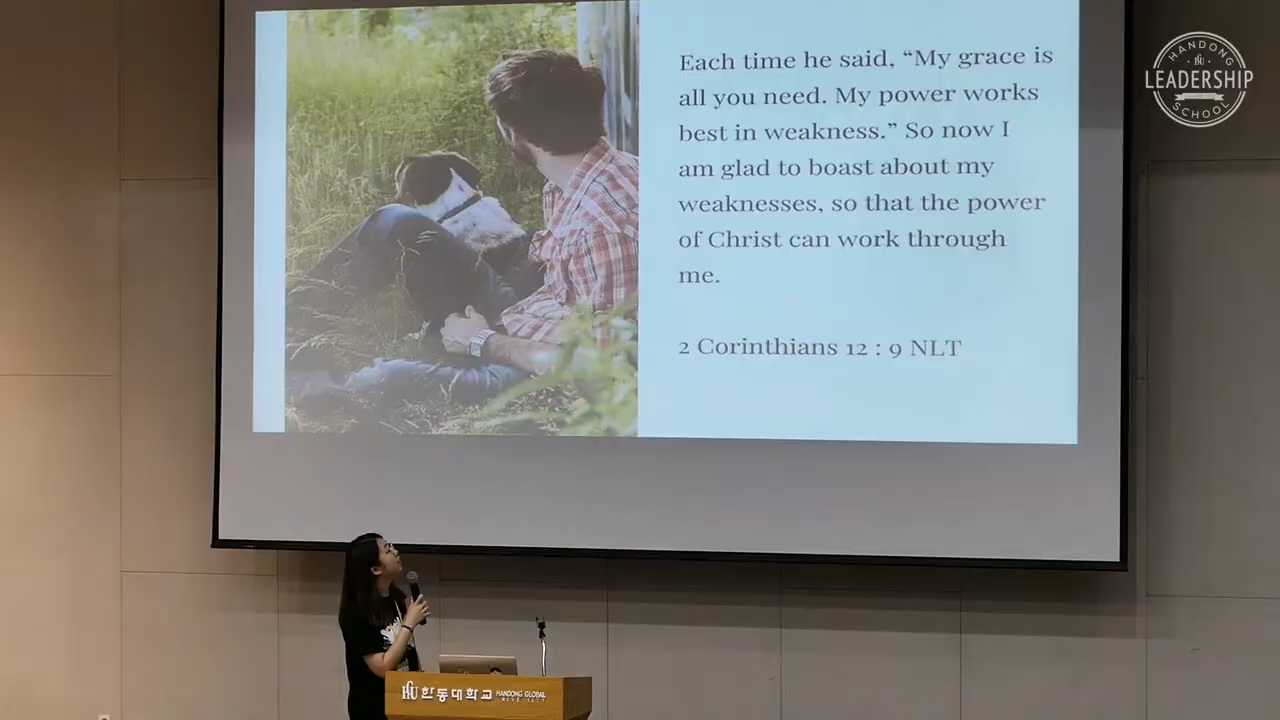 Each time he said, “My grace is
all you need. My power works
best in weakness.” So now I
am glad to boast about my
weaknesses, so that the power
of Christ can work through
me.
2 Corinthians 12 : 9 NLT
HANDONG
LEADERSHIP
SCHOOL
한동대학교 HANDONG GLOBAL
UNIVERSITY